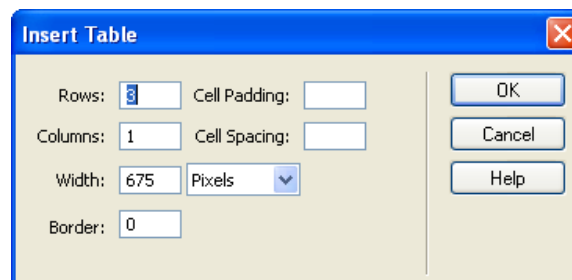 Insert Table
Rows: 3 Cell Padding: OK
Columns: 1 Cell Spacing: Cancel
Width: 675 Pixels Help
Border: 0